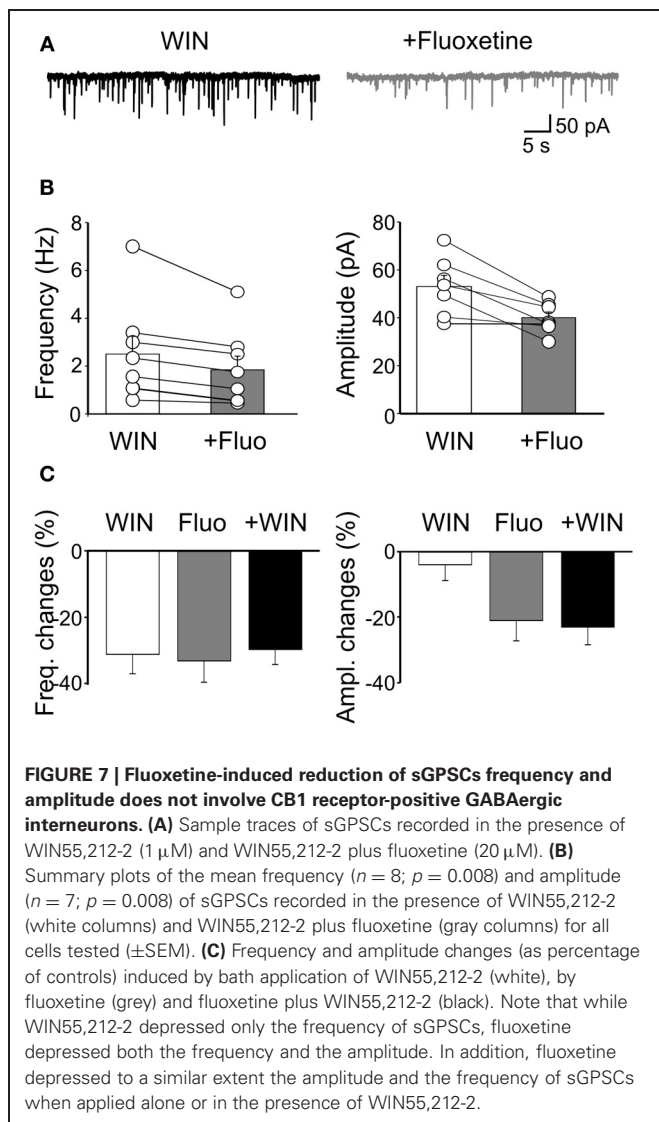 A
WIN
+Fluoxetine
50 pA
5 s
B
Frequency (Hz)
8
6
4
2
0
WIN
+Fluo
Amplitude (pA)
80
60
40
20
0
WIN
+Fluo
C
Freq. changes (%)
WIN
Fluo
+WIN
0
-20
-40
Ampl. changes (%)
WIN
Fluo
+WIN
0
-20
-40
FIGURE 7 | Fluoxetine-induced reduction of sGPSCs frequency and
amplitude does not involve CB1 receptor-positive GABAergic
interneurons. (A) Sample traces of sGPSCs recorded in the presence of
WIN55,212-2 (1 μM) and WIN55,212-2 plus fluoxetine (20 μM). (B)
Summary plots of the mean frequency (n = 8; p = 0.008) and amplitude
(n = 7; p = 0.008) of sGPSCs recorded in the presence of WIN55,212-2
(white columns) and WIN55,212-2 plus fluoxetine (gray columns) for all
cells tested (±SEM). (C) Frequency and amplitude changes (as percentage
of controls) induced by bath application of WIN55,212-2 (white), by
fluoxetine (grey) and fluoxetine plus WIN55,212-2 (black). Note that while
WIN55,212-2 depressed only the frequency of sGPSCs, fluoxetine
depressed both the frequency and the amplitude. In addition, fluoxetine
depressed to a similar extent the amplitude and the frequency of sGPSCs
when applied alone or in the presence of WIN55,212-2.